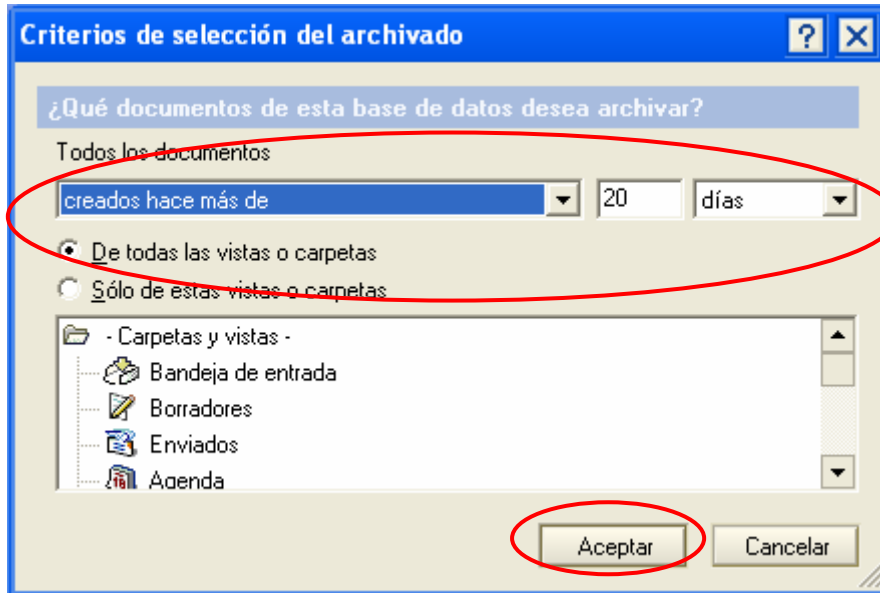 Criterios de selección del archivado
¿Qué documentos de esta base de datos desea archivar?
Todos los documentos
creados hace más de 20 días
De todas las vistas o carpetas
Sólo de estas vistas o carpetas
- Carpetas y vistas -
Bandeja de entrada
Borradores
Enviados
Agenda
Aceptar Cancelar